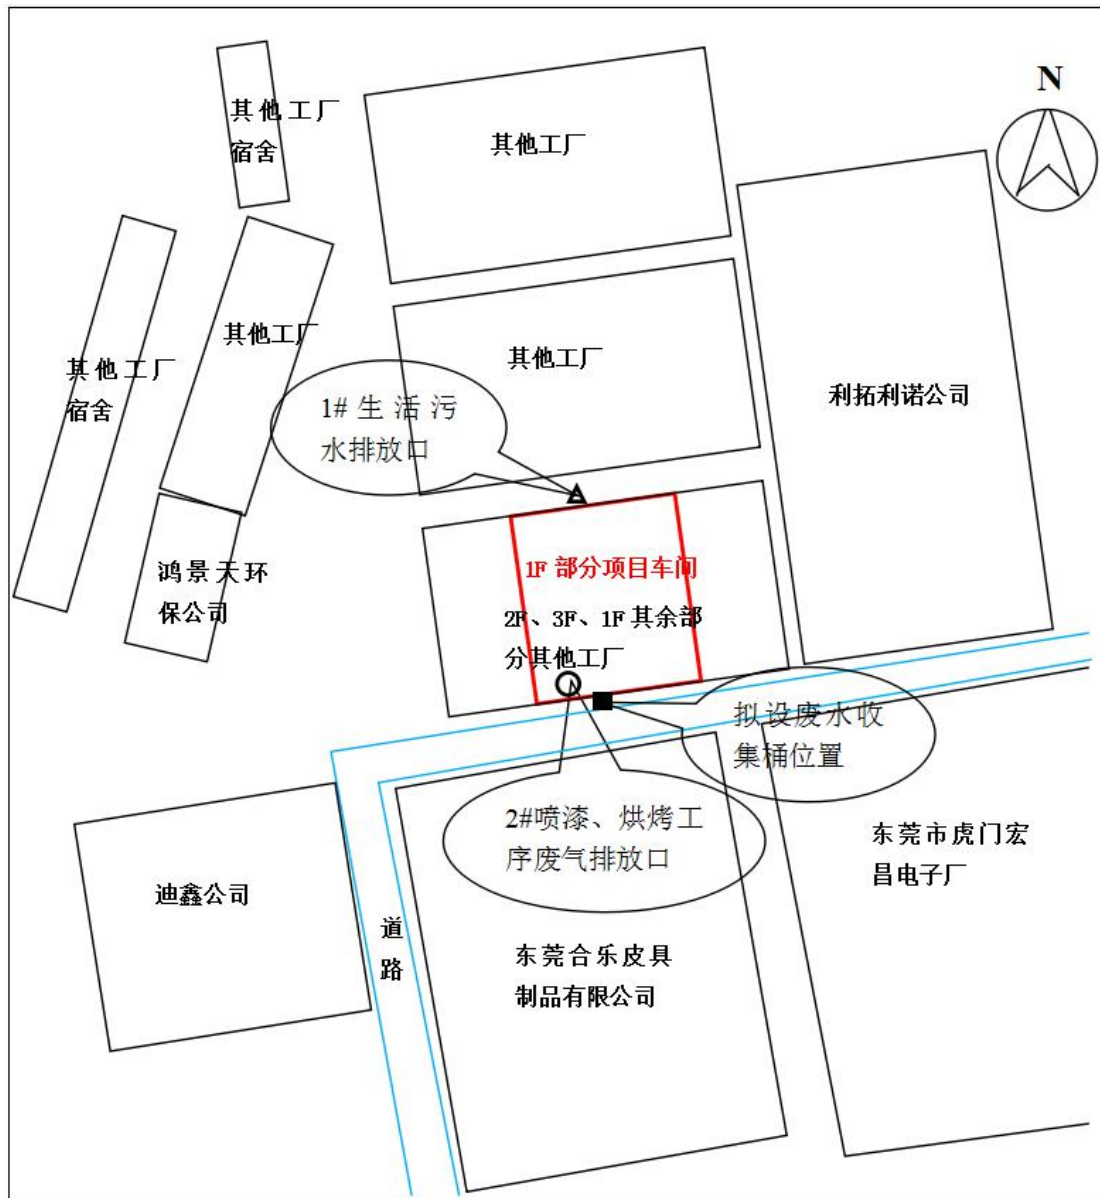 N
其他工厂
宿舍
其他工厂
其他工厂
其他工厂
其他工厂
宿舍
利拓利诺公司
1# 生活污
水排放口
鸿景天环
保公司
1F 部分项目车间
2F、3F、1F 其余部
分其他工厂
拟设废水收
集桶位置
2#喷漆、烘烤工
序废气排放口
东莞市虎门宏
昌电子厂
迪鑫公司
道
路
东莞合乐皮具
制品有限公司